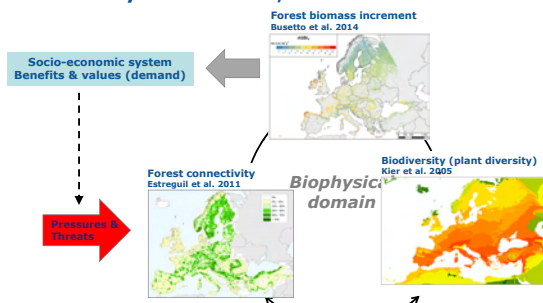 Forest biomass increment
Busetto et al. 2014
Socio-economic system
Benefits & values (demand)
Forest connectivity
Estreguil et al. 2011
Biophysical
domain
Biodiversity (plant diversity)
Kier et al. 2005
Pressures &
Threats